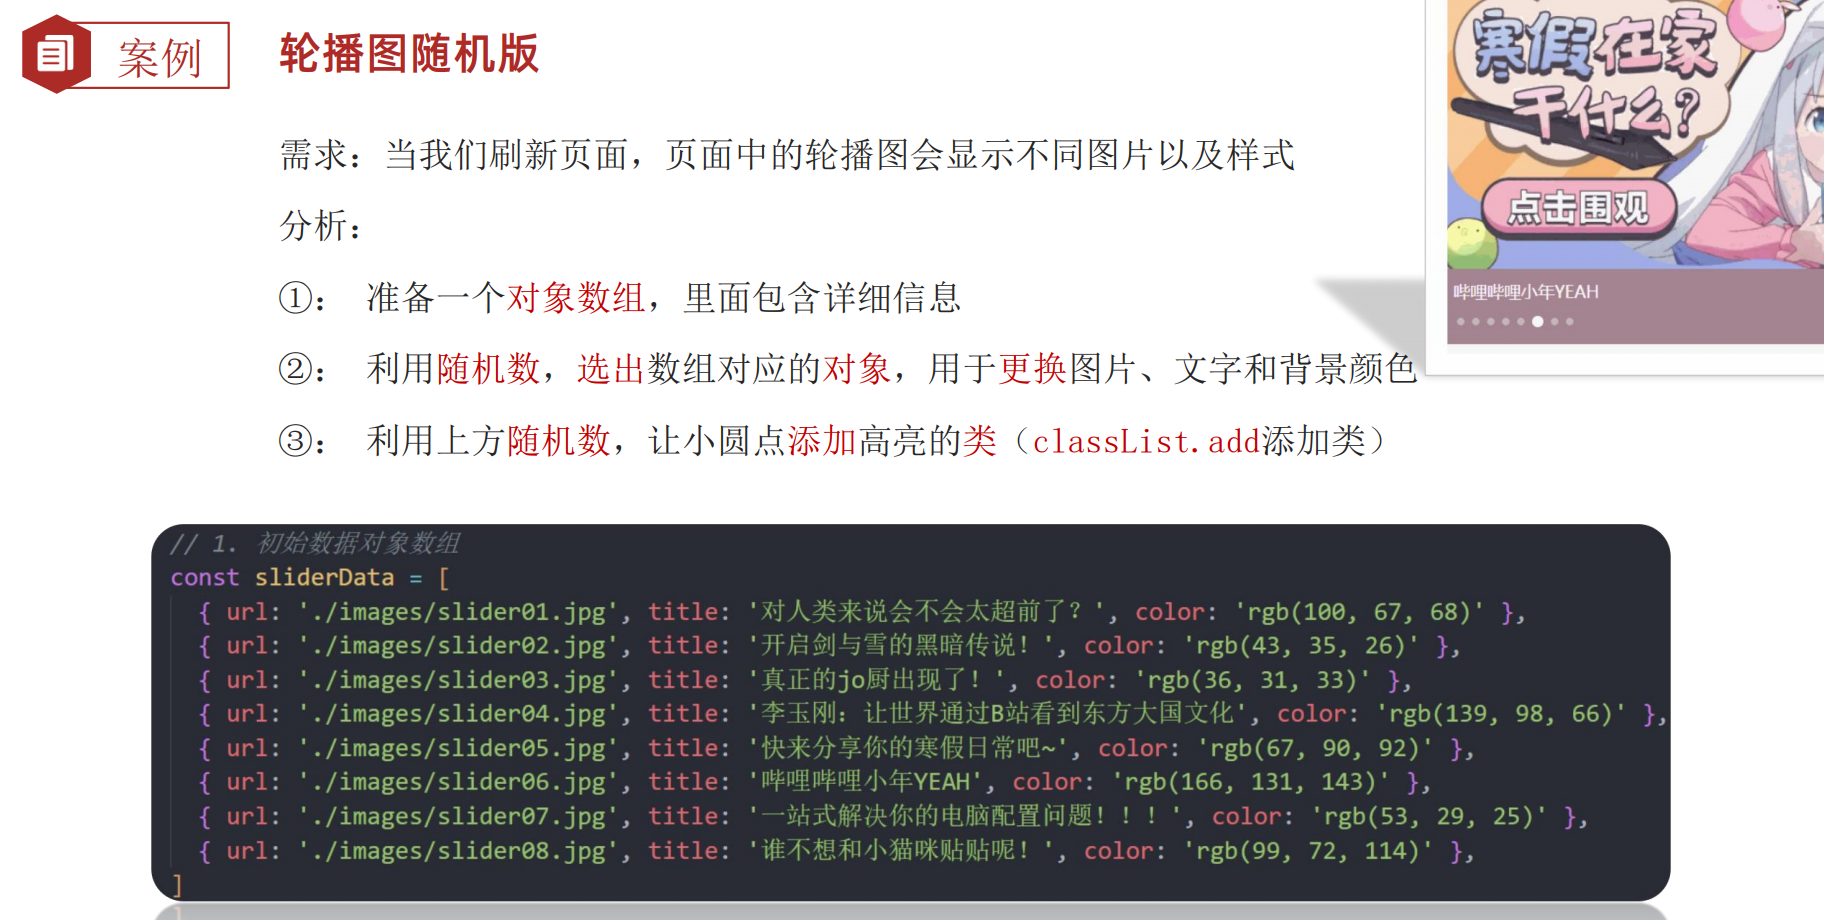 案例
轮播图随机版
需求：当我们刷新页面，页面中的轮播图会显示不同图片以及样式
分析：
①： 准备一个对象数组，里面包含详细信息
②： 利用随机数，选出数组对应的对象，用于更换图片、文字和背景颜色
③： 利用上方随机数，让小圆点添加高亮的类（classList.add添加类）
寒假在家
干什么?
点击围观
哔哩哔哩小年YEAH
// 1. 初始数据对象数组
const sliderData = [
{ url: './images/slider01.jpg', title: '对人类来说会不会太超前了？', color: 'rgb(100, 67, 68)' },
{ url: './images/slider02.jpg', title: '开启剑与雪的黑暗传说！', color: 'rgb(43, 35, 26)' },
{ url: './images/slider03.jpg', title: '真正的jo厨出现了！', color: 'rgb(36, 31, 33)' },
{ url: './images/slider04.jpg', title: '李玉刚：让世界通过B站看到东方大国文化', color: 'rgb(139, 98, 66)' },
{ url: './images/slider05.jpg', title: '快来分享你的寒假日常吧~', color: 'rgb(67, 90, 92)' },
{ url: './images/slider06.jpg', title: '哔哩哔哩小年YEAH', color: 'rgb(166, 131, 143)' },
{ url: './images/slider07.jpg', title: '一站式解决你的电脑配置问题！！！', color: 'rgb(53, 29, 25)' },
{ url: './images/slider08.jpg', title: '谁不想和小猫咪贴贴呢！', color: 'rgb(99, 72, 114)' },
]